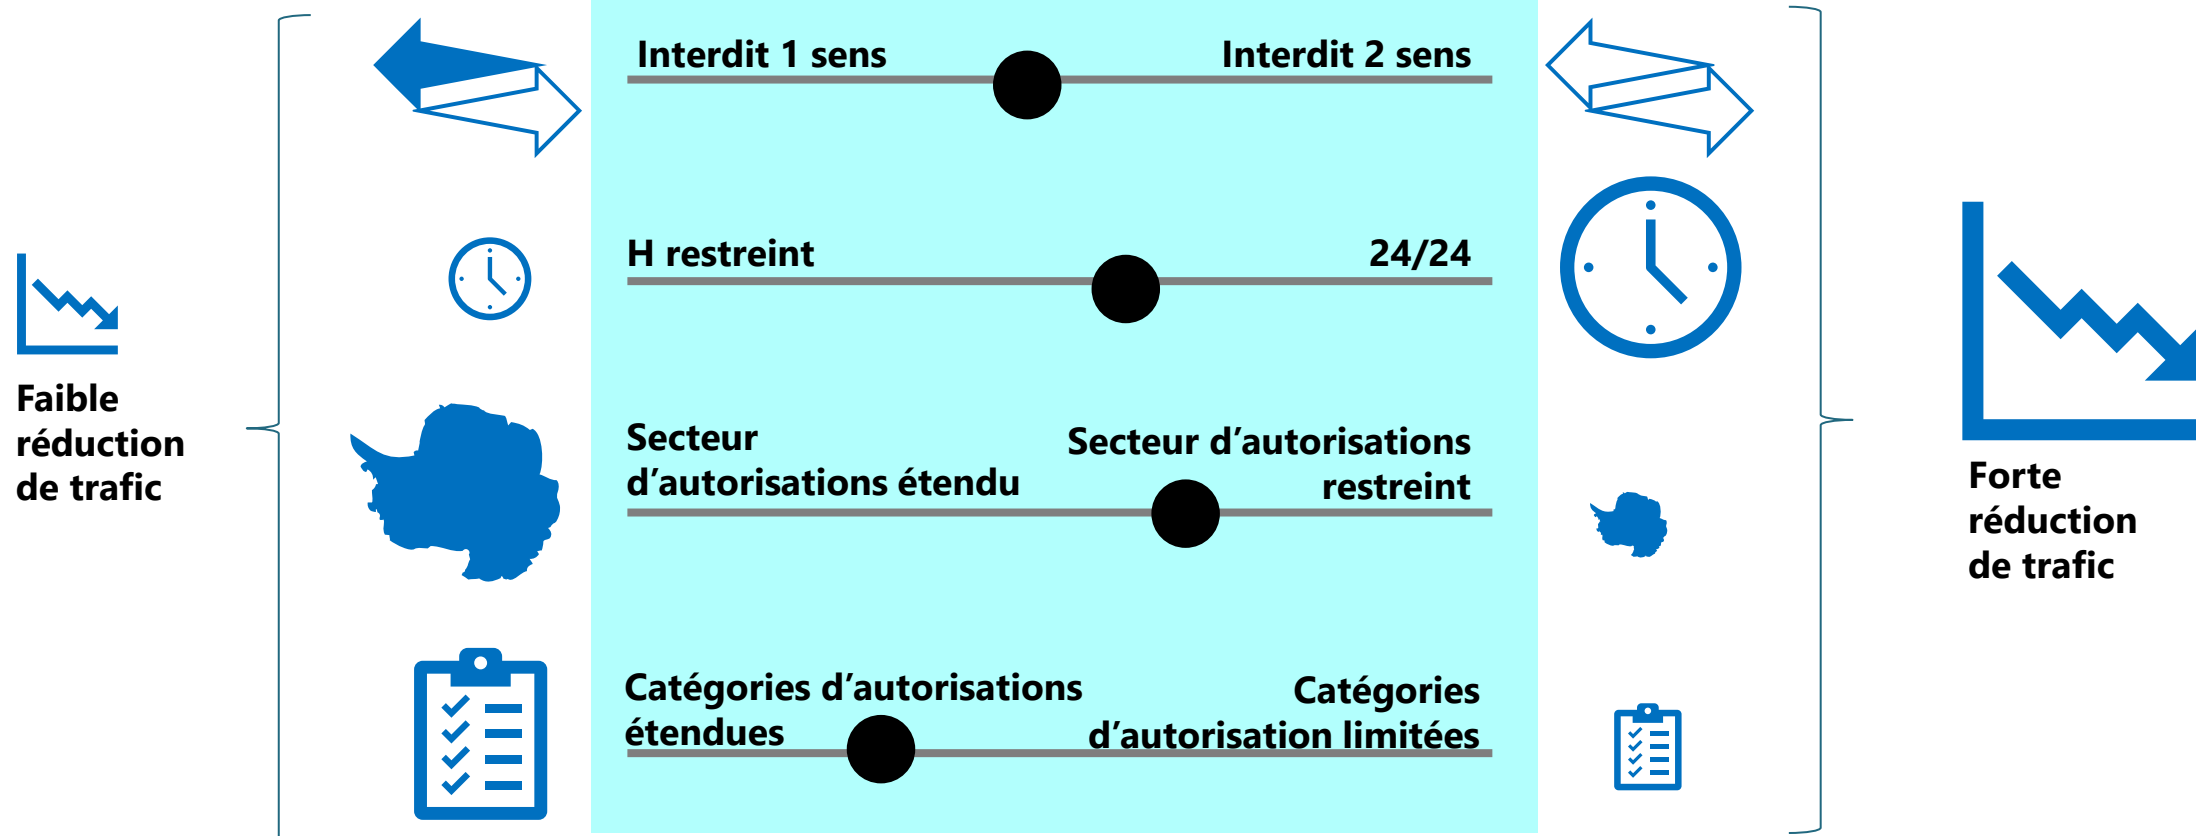 Interdit 1 sens
Interdit 2 sens
H restreint
24/24
Faible
réduction
de trafic
Secteur
d’autorisations étendu
Secteur d’autorisations
restreint
Forte
réduction
de trafic
Catégories d’autorisations
étendues
Catégories
d’autorisation limitées